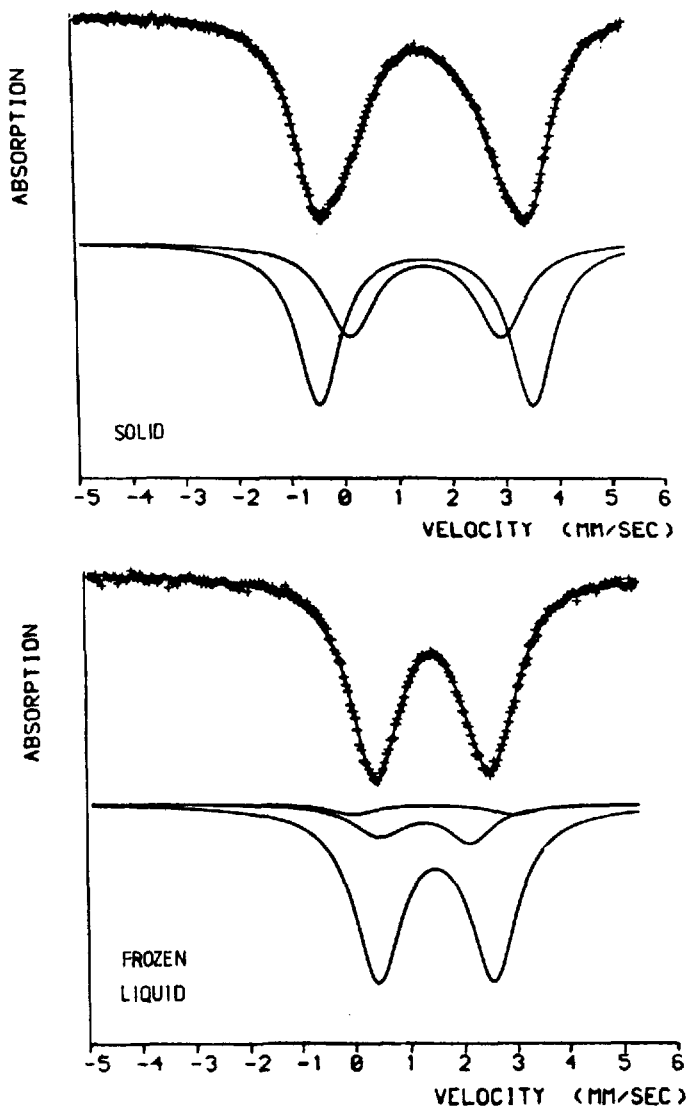 ABSORPTION
SOLID
-5 -4 -3 -2 -1 0 1 2 3 4 5 6
VELOCITY (MM/SEC)
ABSORPTION
FROZEN
LIQUID
-5 -4 -3 -2 -1 0 1 2 3 4 5 6
VELOCITY (MM/SEC)